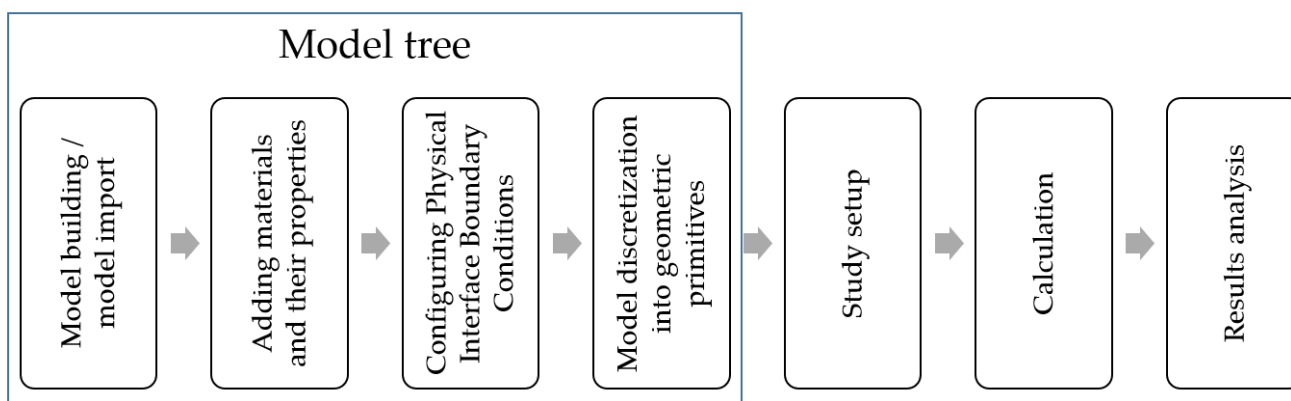 Model tree
Model building /
model import
Adding materials
and their properties
Configuring Physical
Interface Boundary
Conditions
Model discretization
into geometric
primitives
Study setup
Calculation
Results analysis